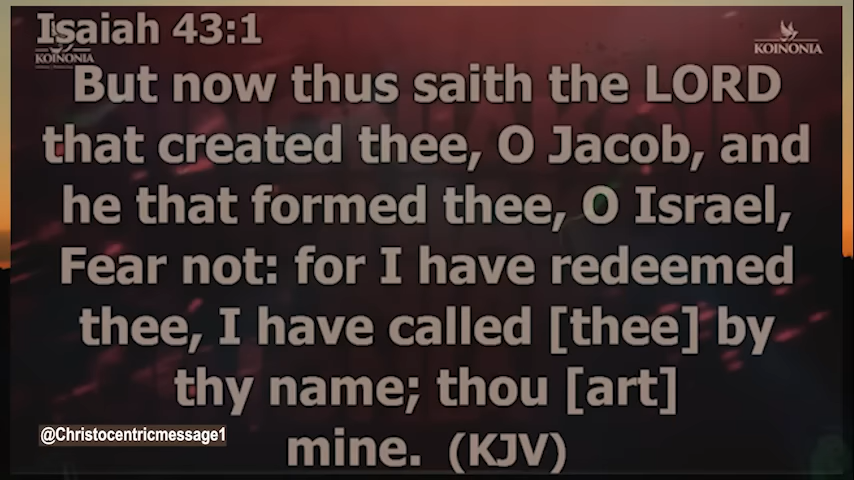 Isaiah 43:1
KOINONIA
KOINONIA
But now thus saith the LORD
that created thee, O Jacob, and
he that formed thee, O Israel,
Fear not: for I have redeemed
thee, I have called [thee] by
thy name; thou [art]
mine. (KJV)
@Christocentricmessage1